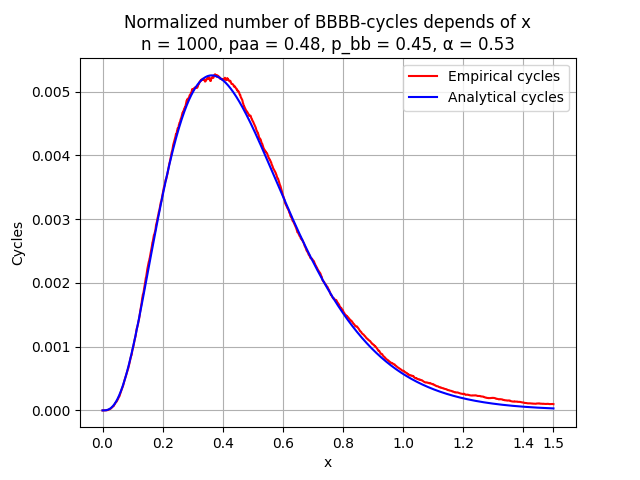 Normalized number of BBBB-cycles depends of x
n = 1000, paa = 0.48, p_bb = 0.45, α = 0.53
Empirical cycles
Analytical cycles
Cycles
0.005
0.004
0.003
0.002
0.001
0.000
0.0 0.2 0.4 0.6 0.8 1.0 1.2 1.4 1.5
x